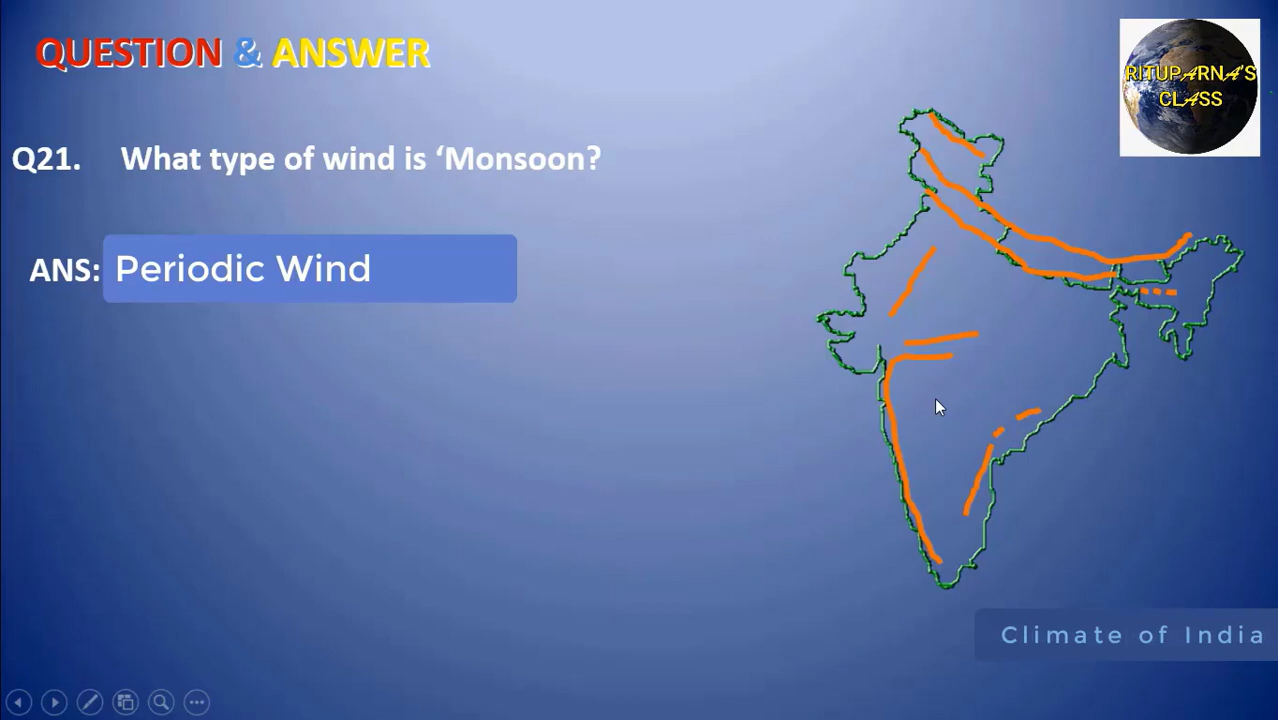 QUESTION & ANSWER
RITUPARNA'S
CLASS
Q21. What type of wind is ‘Monsoon?
ANS: Periodic Wind
Climate of India